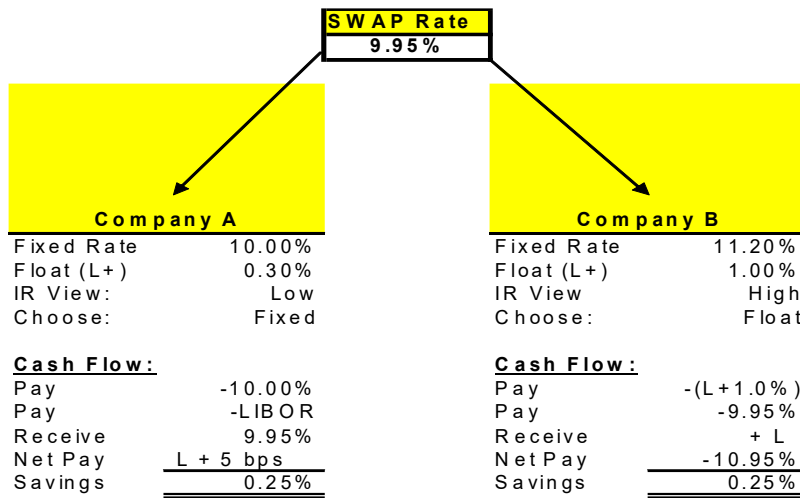 SWAP Rate
9.95%
Company A
Fixed Rate 10.00%
Float (L+) 0.30%
IR View: Low
Choose: Fixed
Cash Flow:
Pay -10.00%
Pay -LIBOR
Receive 9.95%
Net Pay L + 5 bps
Savings 0.25%
Company B
Fixed Rate 11.20%
Float (L+) 1.00%
IR View High
Choose: Float
Cash Flow:
Pay -(L+1.0%)
Pay -9.95%
Receive + L
Net Pay -10.95%
Savings 0.25%